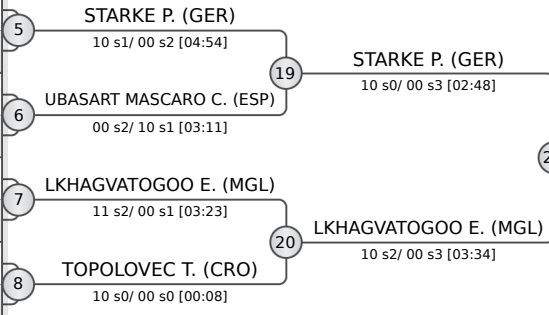 STARKE P. (GER)
5
10 s1/ 00 s2 [04:54]
STARKE P. (GER)
19
10 s0/ 00 s3 [02:48]
UBASART MASCARO C. (ESP)
6
00 s2/ 10 s1 [03:11]
LKHAGVATOGOO E. (MGL)
7
11 s2/ 00 s1 [03:23]
LKHAGVATOGOO E. (MGL)
20
10 s2/ 00 s3 [03:34]
TOPOLOVEC T. (CRO)
8
10 s0/ 00 s0 [00:08]